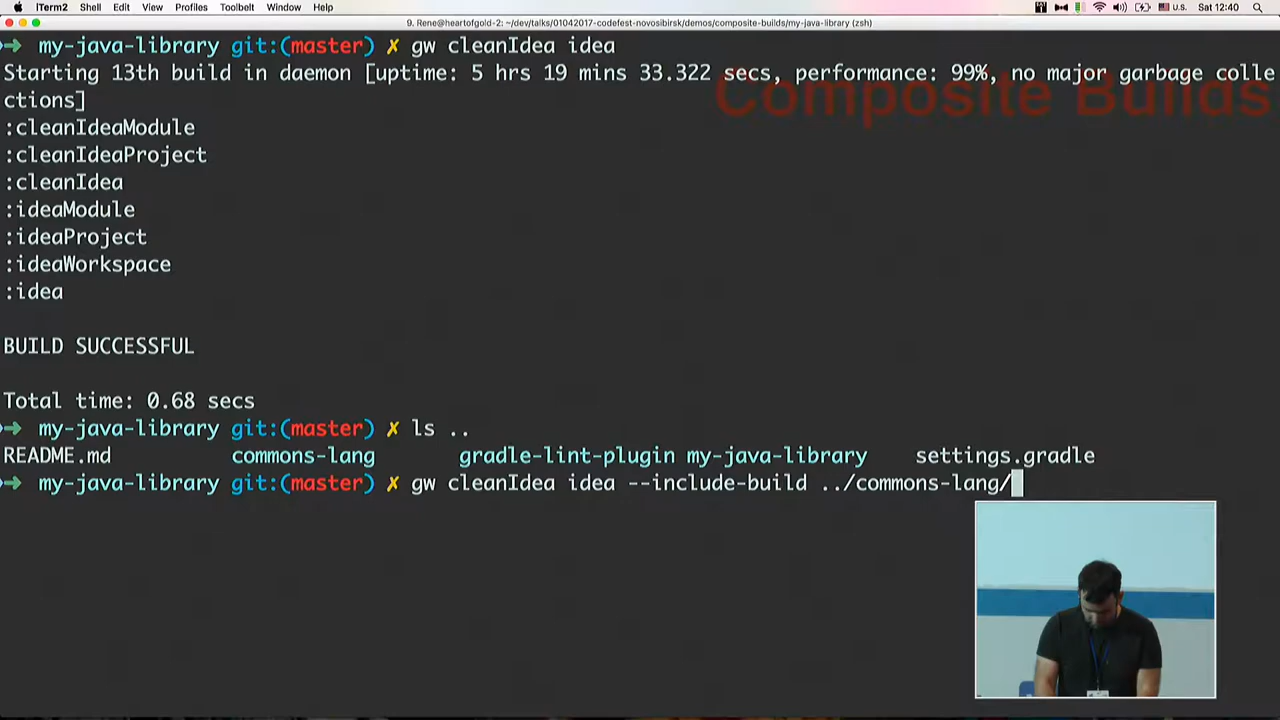 iTerm2 Shell Edit View Profiles Toolbelt Window Help U.S. Sat 12:40
9. Rene@heartofgold-2: ~/dev/talks/01042017-codefest-novosibirsk/demos/composite-builds/my-java-library (zsh)
➜ my-java-library git:(master) ✗ gw cleanIdea idea
Starting 13th build in daemon [uptime: 5 hrs 19 mins 33.322 secs, performance: 99%, no major garbage colle
ctions]
Composite Builds
:cleanIdeaModule
:cleanIdeaProject
:cleanIdea
:ideaModule
:ideaProject
:ideaWorkspace
:idea
BUILD SUCCESSFUL
Total time: 0.68 secs
➜ my-java-library git:(master) ✗ ls ..
README.md commons-lang gradle-lint-plugin my-java-library settings.gradle
➜ my-java-library git:(master) ✗ gw cleanIdea idea --include-build ../commons-lang/